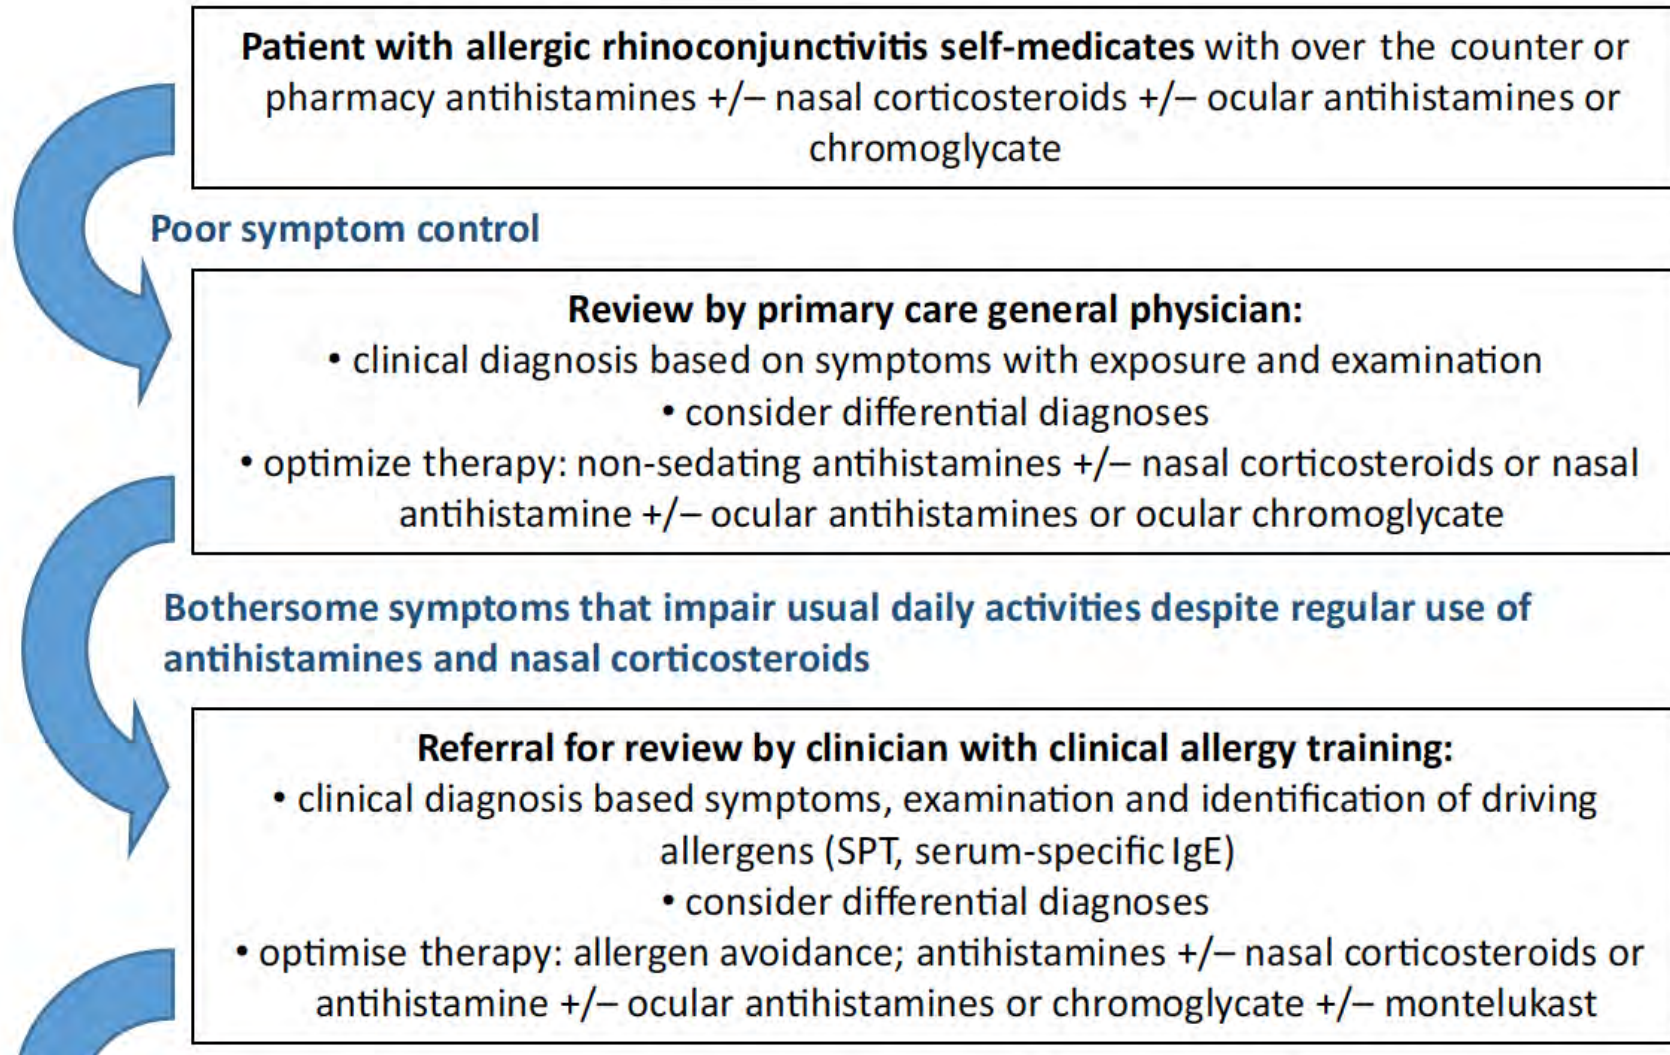 Patient with allergic rhinoconjunctivitis self-medicates with over the counter or
pharmacy antihistamines +/– nasal corticosteroids +/– ocular antihistamines or
chromoglycate
Poor symptom control
Review by primary care general physician:
• clinical diagnosis based on symptoms with exposure and examination
• consider differential diagnoses
• optimize therapy: non-sedating antihistamines +/– nasal corticosteroids or nasal
antihistamine +/– ocular antihistamines or ocular chromoglycate
Bothersome symptoms that impair usual daily activities despite regular use of
antihistamines and nasal corticosteroids
Referral for review by clinician with clinical allergy training:
• clinical diagnosis based symptoms, examination and identification of driving
allergens (SPT, serum-specific IgE)
• consider differential diagnoses
• optimise therapy: allergen avoidance; antihistamines +/– nasal corticosteroids or
antihistamine +/– ocular antihistamines or chromoglycate +/– montelukast